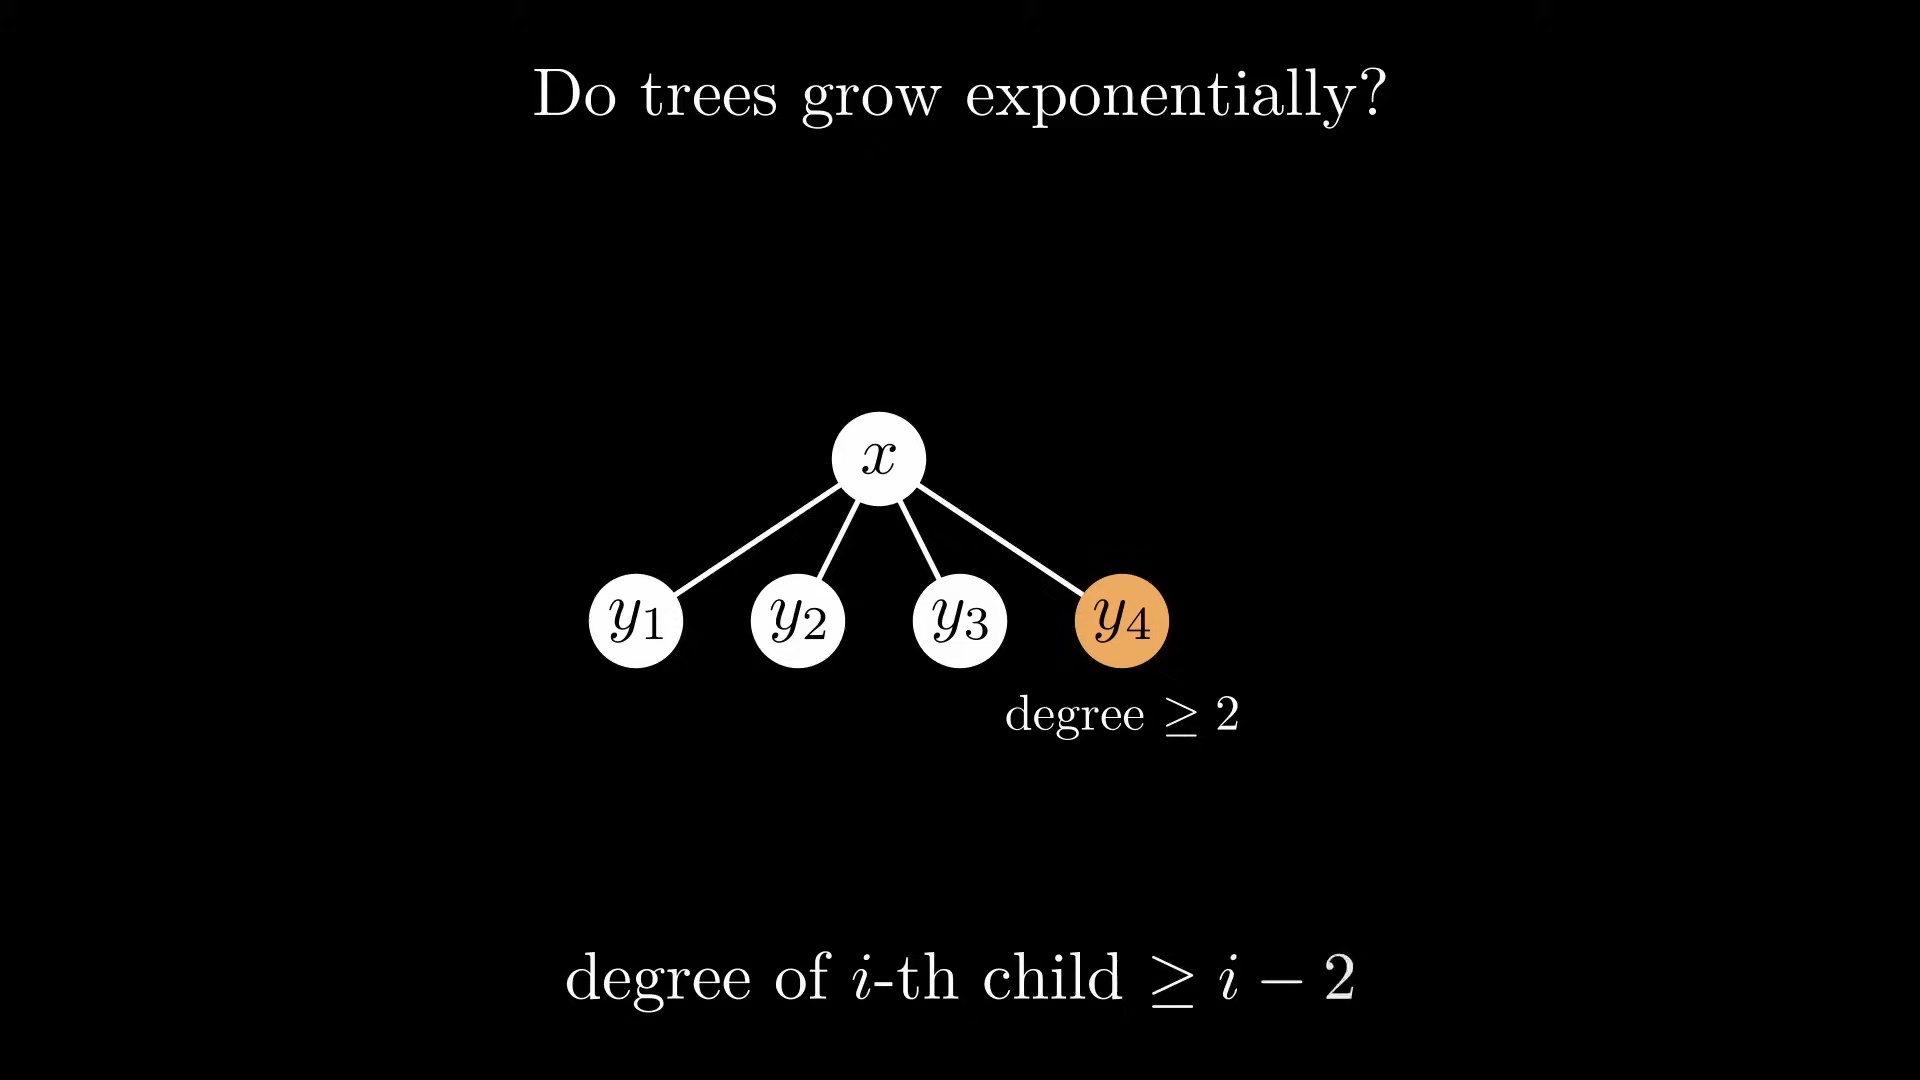 Do trees grow exponentially?
x
y₁ y₂ y₃ y₄
degree ≥ 2
degree of i-th child ≥ i − 2